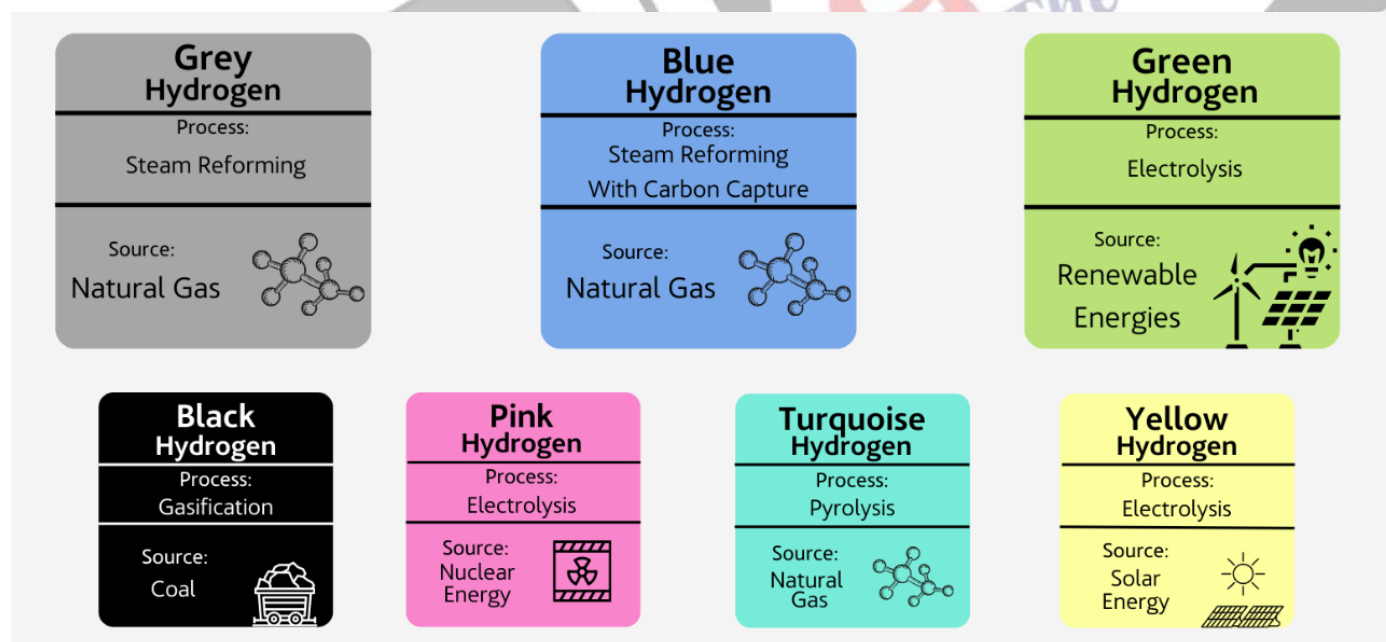 The
Grey
Hydrogen
Process:
Steam Reforming
Source:
Natural Gas
Blue
Hydrogen
Process:
Steam Reforming
With Carbon Capture
Source:
Natural Gas
Green
Hydrogen
Process:
Electrolysis
Source:
Renewable
Energies
Black
Hydrogen
Process:
Gasification
Source:
Coal
Pink
Hydrogen
Process:
Electrolysis
Source:
Nuclear
Energy
Turquoise
Hydrogen
Process:
Pyrolysis
Source:
Natural
Gas
Yellow
Hydrogen
Process:
Electrolysis
Source:
Solar
Energy